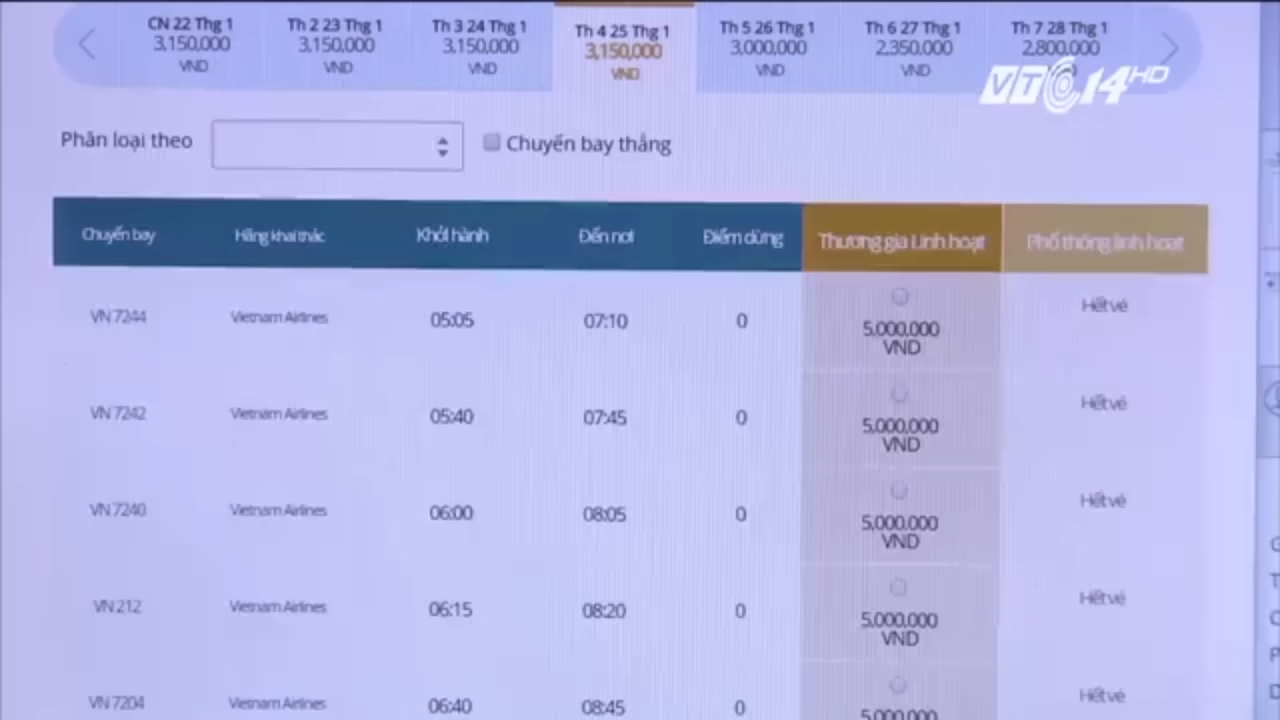 CN 22 Thg 1 Th 2 23 Thg 1 Th 3 24 Thg 1 Th 4 25 Thg 1 Th 5 26 Thg 1 Th 6 27 Thg 1 Th 7 28 Thg 1
3,150,000 3,150,000 3,150,000 3,150,000 3,000,000 2,350,000 2,800,000
VND VND VND VND VND VND
VTC14 HD
Phân loại theo Chuyến bay thẳng
Chuyến bay Hãng khai thác Khởi hành Đến nơi Điểm dừng Thương gia Linh hoạt Phổ thông linh hoạt
VN 7244 Vietnam Airlines 05:05 07:10 0 5,000,000 Hết vé
VND
VN 7242 Vietnam Airlines 05:40 07:45 0 5,000,000 Hết vé
VND
VN 7240 Vietnam Airlines 06:00 08:05 0 5,000,000 Hết vé
VND
VN 212 Vietnam Airlines 06:15 08:20 0 5,000,000 Hết vé
VND
VN 7204 Vietnam Airlines 06:40 08:45 0 5,000,000 Hết vé